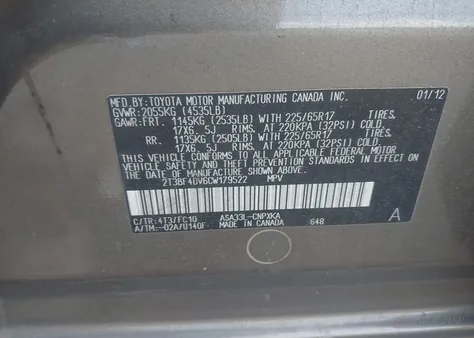 MFD.BY:TOYOTA MOTOR MANUFACTURING CANADA INC. 01/12
GVWR:2055KG (4535LB)
GAWR:FRT. 1145KG (2535LB) WITH 225/65R17 TIRES.
17X6.5J RIMS. AT 220KPA (32PSI) COLD.
RR. 1135KG (2505LB) WITH 225/65R17 TIRES.
17X6.5J RIMS. AT 220KPA (32PSI) COLD.
THIS VEHICLE CONFORMS TO ALL APPLICABLE FEDERAL MOTOR
VEHICLE SAFETY AND THEFT PREVENTION STANDARDS
IN EFFECT ON THE DATE OF MANUFACTURE SHOWN ABOVE.
2T3BF4DV6CW179522 MPV
C/TR:4T3/FC10 ASA33L-CNPXKA A
A/TM:-02A/U140F MADE IN CANADA 648